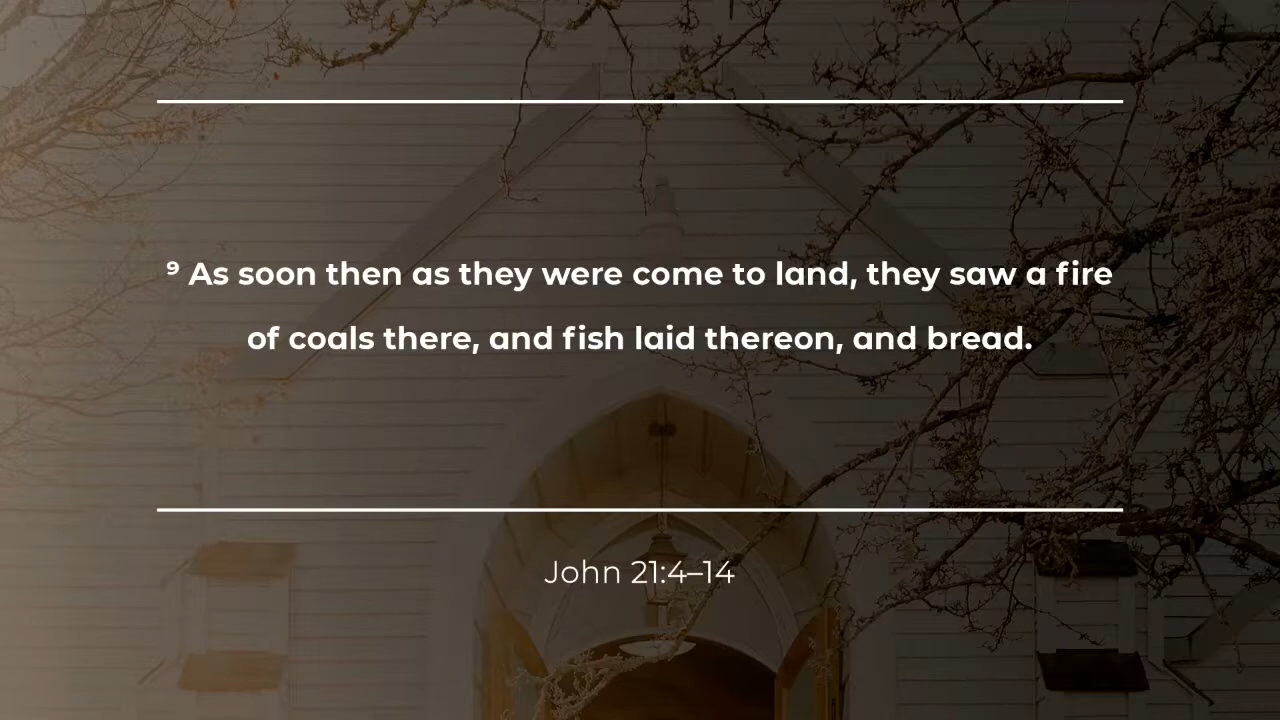 ⁹ As soon then as they were come to land, they saw a fire
of coals there, and fish laid thereon, and bread.
John 21:4–14